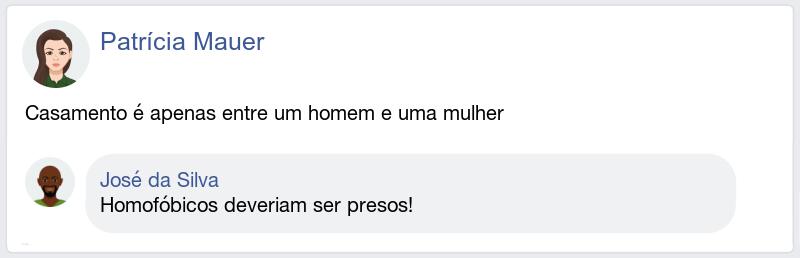 Patrícia Mauer
Casamento é apenas entre um homem e uma mulher
José da Silva
Homofóbicos deveriam ser presos!